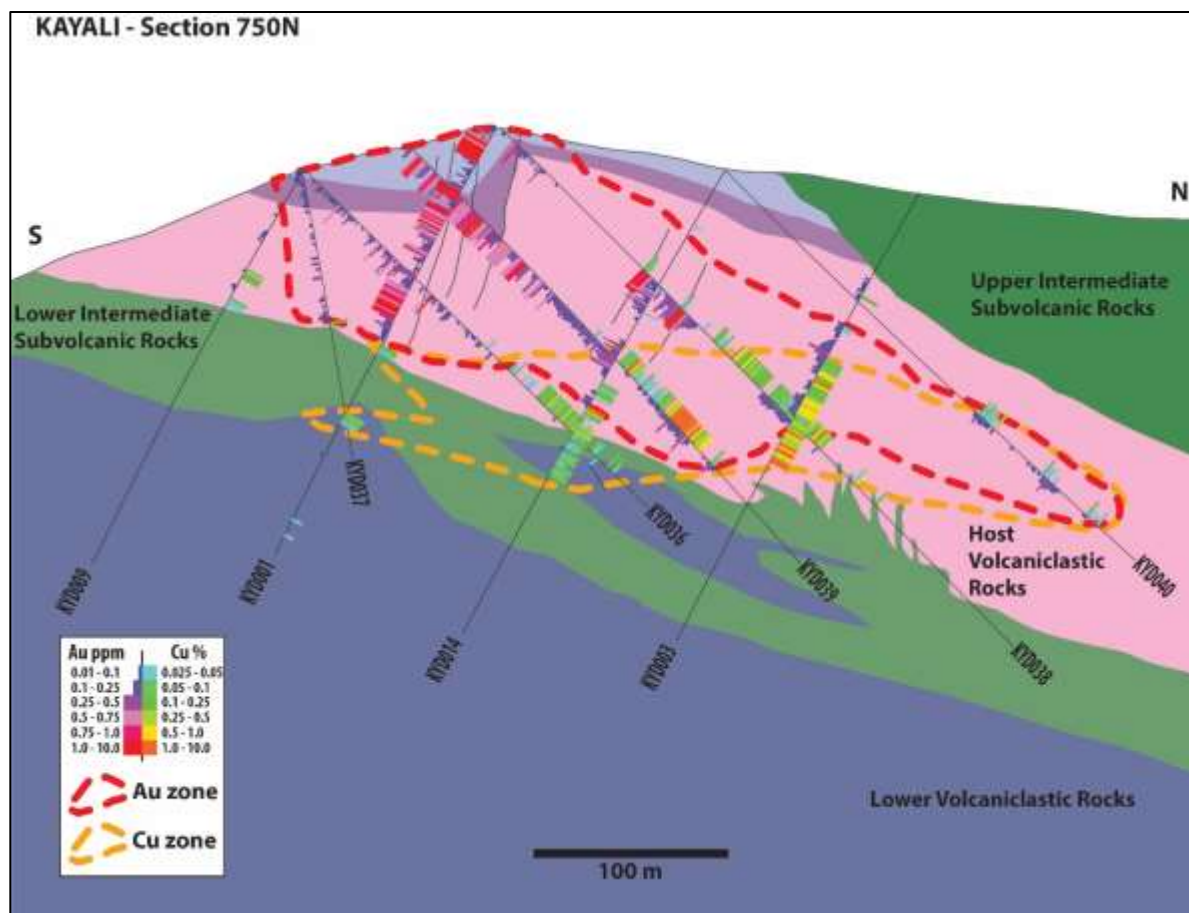 KAYALI - Section 750N
N
S
Upper Intermediate
Subvolcanic Rocks
Lower Intermediate
Subvolcanic Rocks
KYD037
KYD036
Host
Volcaniclastic
Rocks
KYD040
KYD009
KYD001
KYD039
KYD014
KYD003
KYD038
Au ppm Cu %
0.01 - 0.1 0.025 - 0.05
0.1 - 0.25 0.05 - 0.1
0.25 - 0.5 0.1 - 0.25
0.5 - 0.75 0.25 - 0.5
0.75 - 1.0 0.5 - 1.0
1.0 - 10.0 1.0 - 10.0
Au zone
Cu zone
Lower Volcaniclastic Rocks
100 m